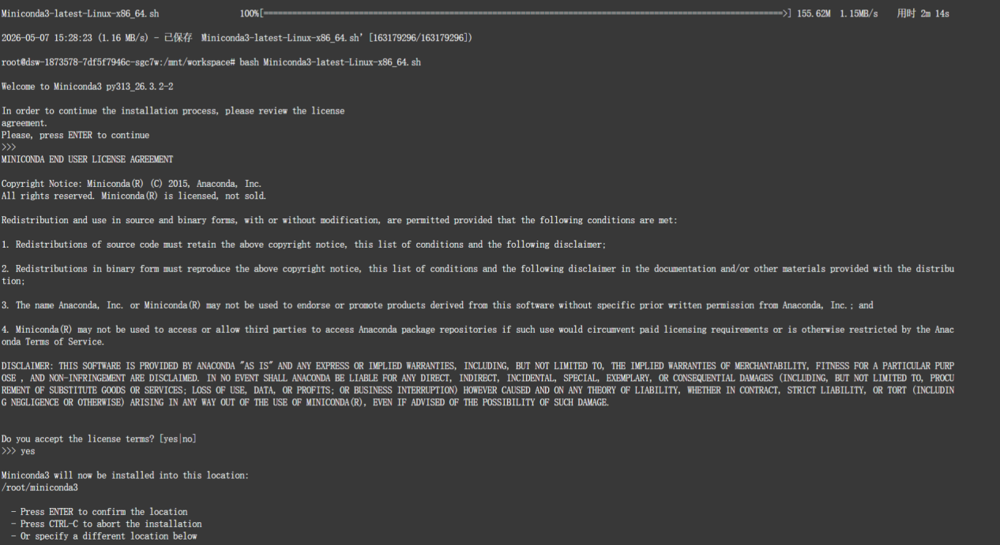 Miniconda3-latest-Linux-x86_64.sh 100%[=============================================================================================================>] 155.62M 1.15MB/s 用时 2m 14s
2026-05-07 15:28:23 (1.16 MB/s) - 已保存 Miniconda3-latest-Linux-x86_64.sh’ [163179296/163179296])
root@dsw-1873578-7df5f7946c-sgc7w:/mnt/workspace# bash Miniconda3-latest-Linux-x86_64.sh
Welcome to Miniconda3 py313_26.3.2-2
In order to continue the installation process, please review the license
agreement.
Please, press ENTER to continue
>>>
MINICONDA END USER LICENSE AGREEMENT
Copyright Notice: Miniconda(R) (C) 2015, Anaconda, Inc.
All rights reserved. Miniconda(R) is licensed, not sold.
Redistribution and use in source and binary forms, with or without modification, are permitted provided that the following conditions are met:
1. Redistributions of source code must retain the above copyright notice, this list of conditions and the following disclaimer;
2. Redistributions in binary form must reproduce the above copyright notice, this list of conditions and the following disclaimer in the documentation and/or other materials provided with the distribu
tion;
3. The name Anaconda, Inc. or Miniconda(R) may not be used to endorse or promote products derived from this software without specific prior written permission from Anaconda, Inc.; and
4. Miniconda(R) may not be used to access or allow third parties to access Anaconda package repositories if such use would circumvent paid licensing requirements or is otherwise restricted by the Anac
onda Terms of Service.
DISCLAIMER: THIS SOFTWARE IS PROVIDED BY ANACONDA "AS IS" AND ANY EXPRESS OR IMPLIED WARRANTIES, INCLUDING, BUT NOT LIMITED TO, THE IMPLIED WARRANTIES OF MERCHANTABILITY, FITNESS FOR A PARTICULAR PURP
OSE , AND NON-INFRINGEMENT ARE DISCLAIMED. IN NO EVENT SHALL ANACONDA BE LIABLE FOR ANY DIRECT, INDIRECT, INCIDENTAL, SPECIAL, EXEMPLARY, OR CONSEQUENTIAL DAMAGES (INCLUDING, BUT NOT LIMITED TO, PROCU
REMENT OF SUBSTITUTE GOODS OR SERVICES; LOSS OF USE, DATA, OR PROFITS; OR BUSINESS INTERRUPTION) HOWEVER CAUSED AND ON ANY THEORY OF LIABILITY, WHETHER IN CONTRACT, STRICT LIABILITY, OR TORT (INCLUDIN
G NEGLIGENCE OR OTHERWISE) ARISING IN ANY WAY OUT OF THE USE OF MINICONDA(R), EVEN IF ADVISED OF THE POSSIBILITY OF SUCH DAMAGE.
Do you accept the license terms? [yes|no]
>>> yes
Miniconda3 will now be installed into this location:
/root/miniconda3
- Press ENTER to confirm the location
- Press CTRL-C to abort the installation
- Or specify a different location below